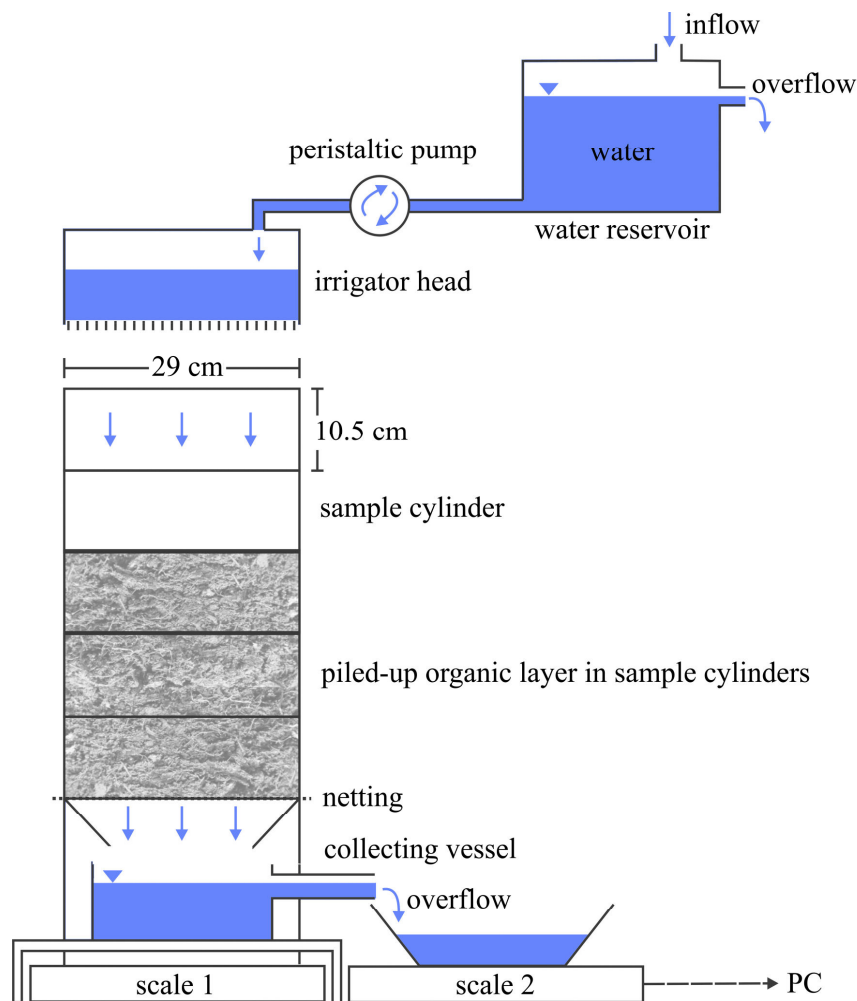 inflow
overflow
peristaltic pump
water
water reservoir
irrigator head
29 cm
10.5 cm
sample cylinder
piled-up organic layer in sample cylinders
netting
collecting vessel
overflow
scale 1
scale 2
PC